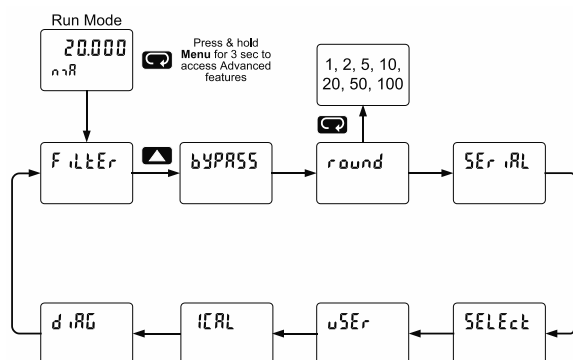 Run Mode
20.000
mA
Press & hold
Menu for 3 sec to
access Advanced
features
1, 2, 5, 10,
20, 50, 100
FiLtEr
bYPASS
round
SEriAL
diAG
ICAL
uSEr
SELEct